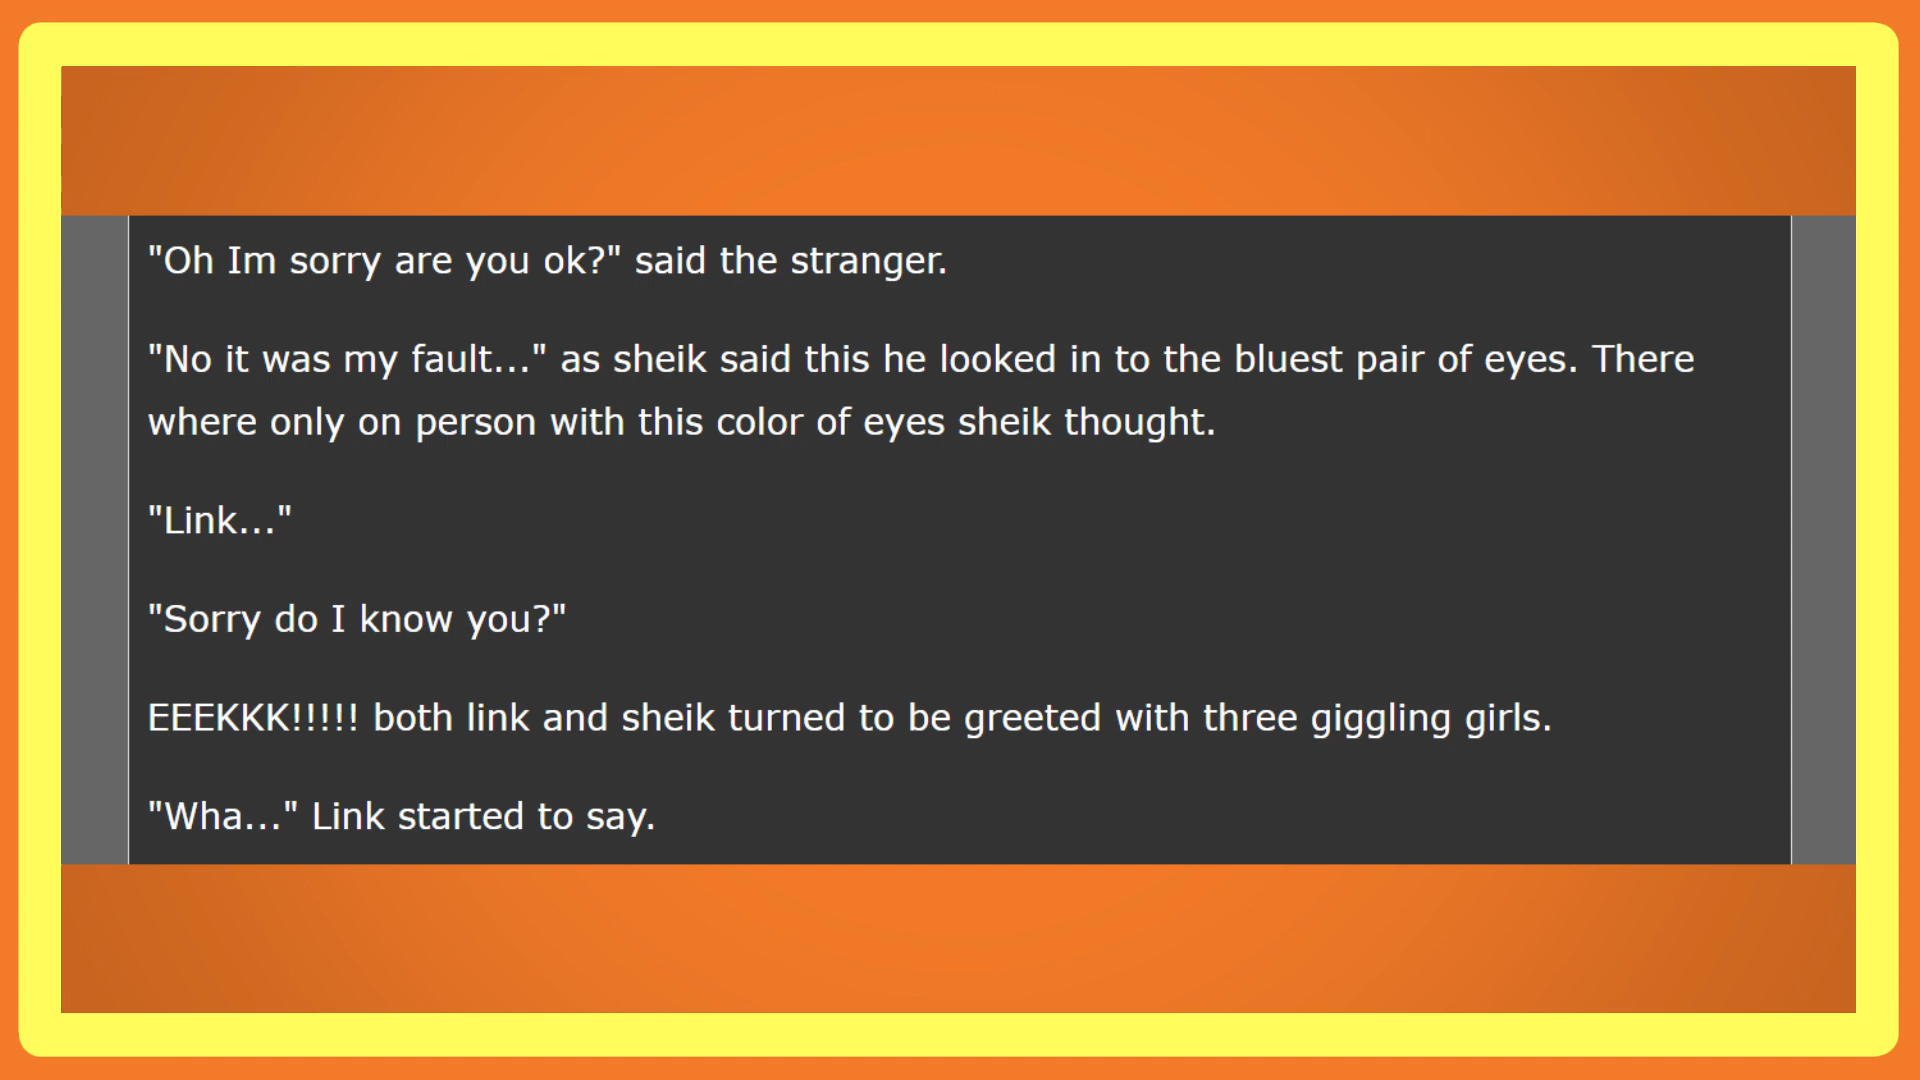 "Oh Im sorry are you ok?" said the stranger.
"No it was my fault…" as sheik said this he looked in to the bluest pair of eyes. There
where only on person with this color of eyes sheik thought.
"Link…"
"Sorry do I know you?"
EEEKKK!!!!! both link and sheik turned to be greeted with three giggling girls.
"Wha…" Link started to say.